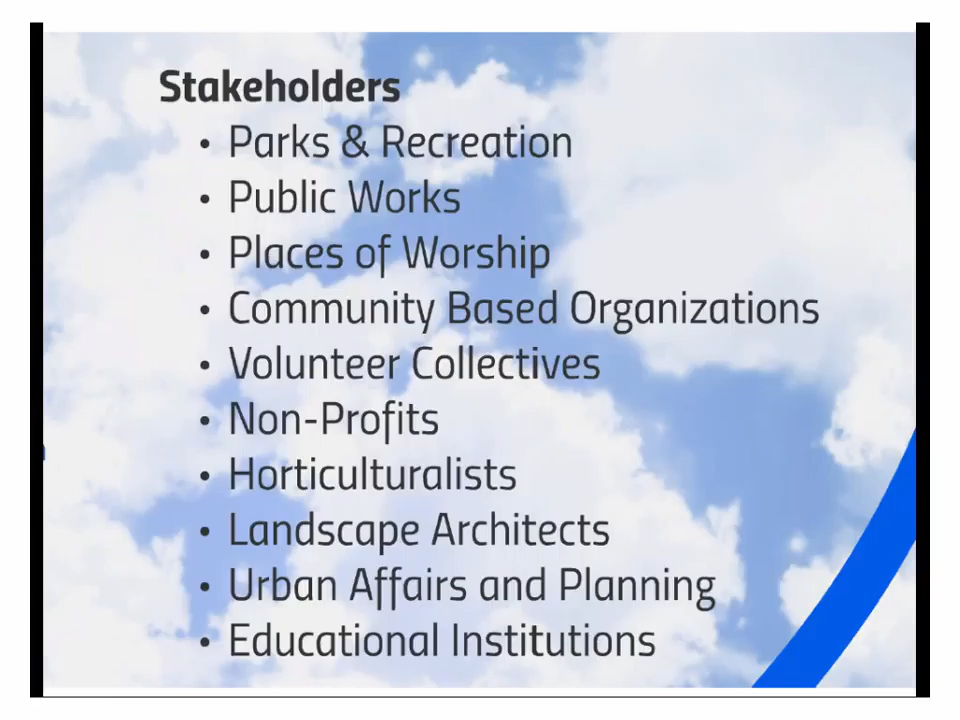 Stakeholders
• Parks & Recreation
• Public Works
• Places of Worship
• Community Based Organizations
• Volunteer Collectives
• Non-Profits
• Horticulturalists
• Landscape Architects
• Urban Affairs and Planning
• Educational Institutions